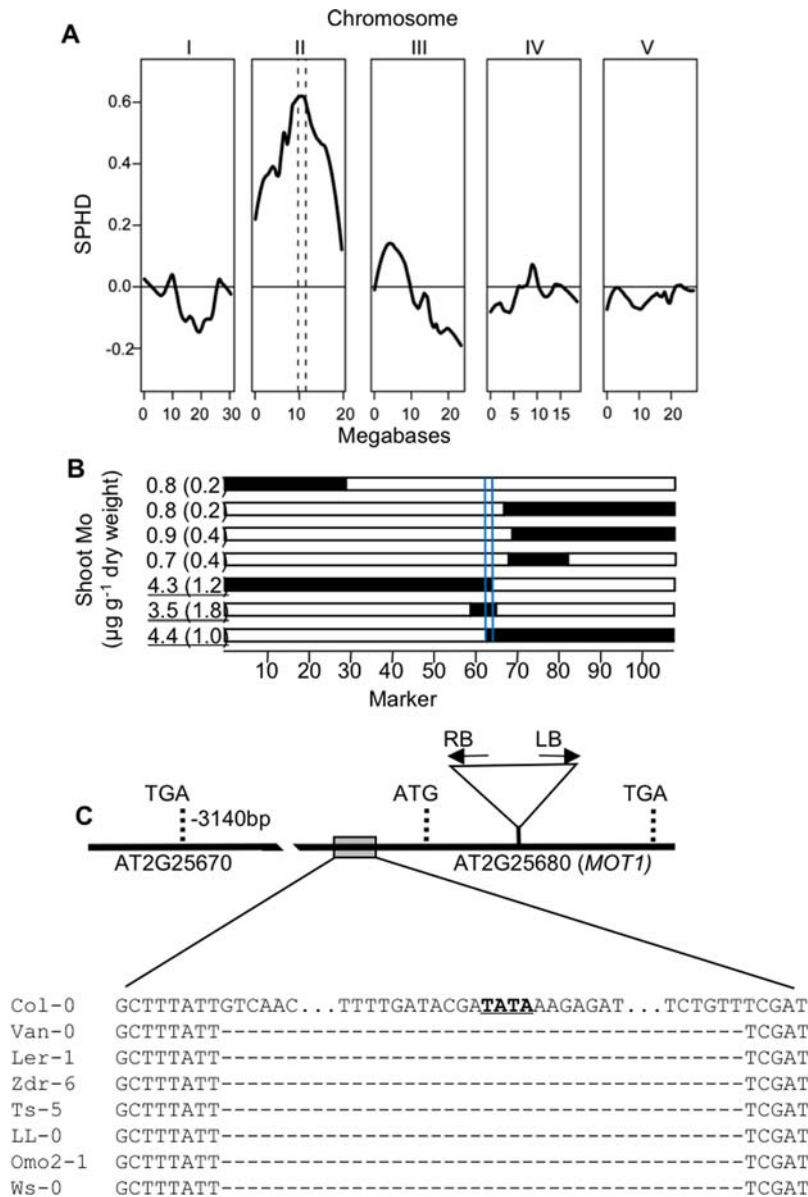 Chromosome
A
I II III IV V
0.6
0.4
0.2
0.0
-0.2
SPHD
0 10 20 30 0 10 20 0 10 20 0 5 10 15 0 10 20
Megabases
B
Shoot Mo
(µg g⁻¹ dry weight)
0.8 (0.2)
0.8 (0.2)
0.9 (0.4)
0.7 (0.4)
4.3 (1.2)
3.5 (1.8)
4.4 (1.0)
10 20 30 40 50 60 70 80 90 100
Marker
C
RB LB
TGA ATG TGA
-3140bp
AT2G25670 AT2G25680 (MOT1)
Col-0 GCTTTATTGTCAAC...TTTTGATACGATATAAAGAGAT...TCTGTTTCGAT
Van-0 GCTTTATT----------------------------------------TCGAT
Ler-1 GCTTTATT----------------------------------------TCGAT
Zdr-6 GCTTTATT----------------------------------------TCGAT
Ts-5 GCTTTATT----------------------------------------TCGAT
LL-0 GCTTTATT----------------------------------------TCGAT
Omo2-1 GCTTTATT----------------------------------------TCGAT
Ws-0 GCTTTATT----------------------------------------TCGAT